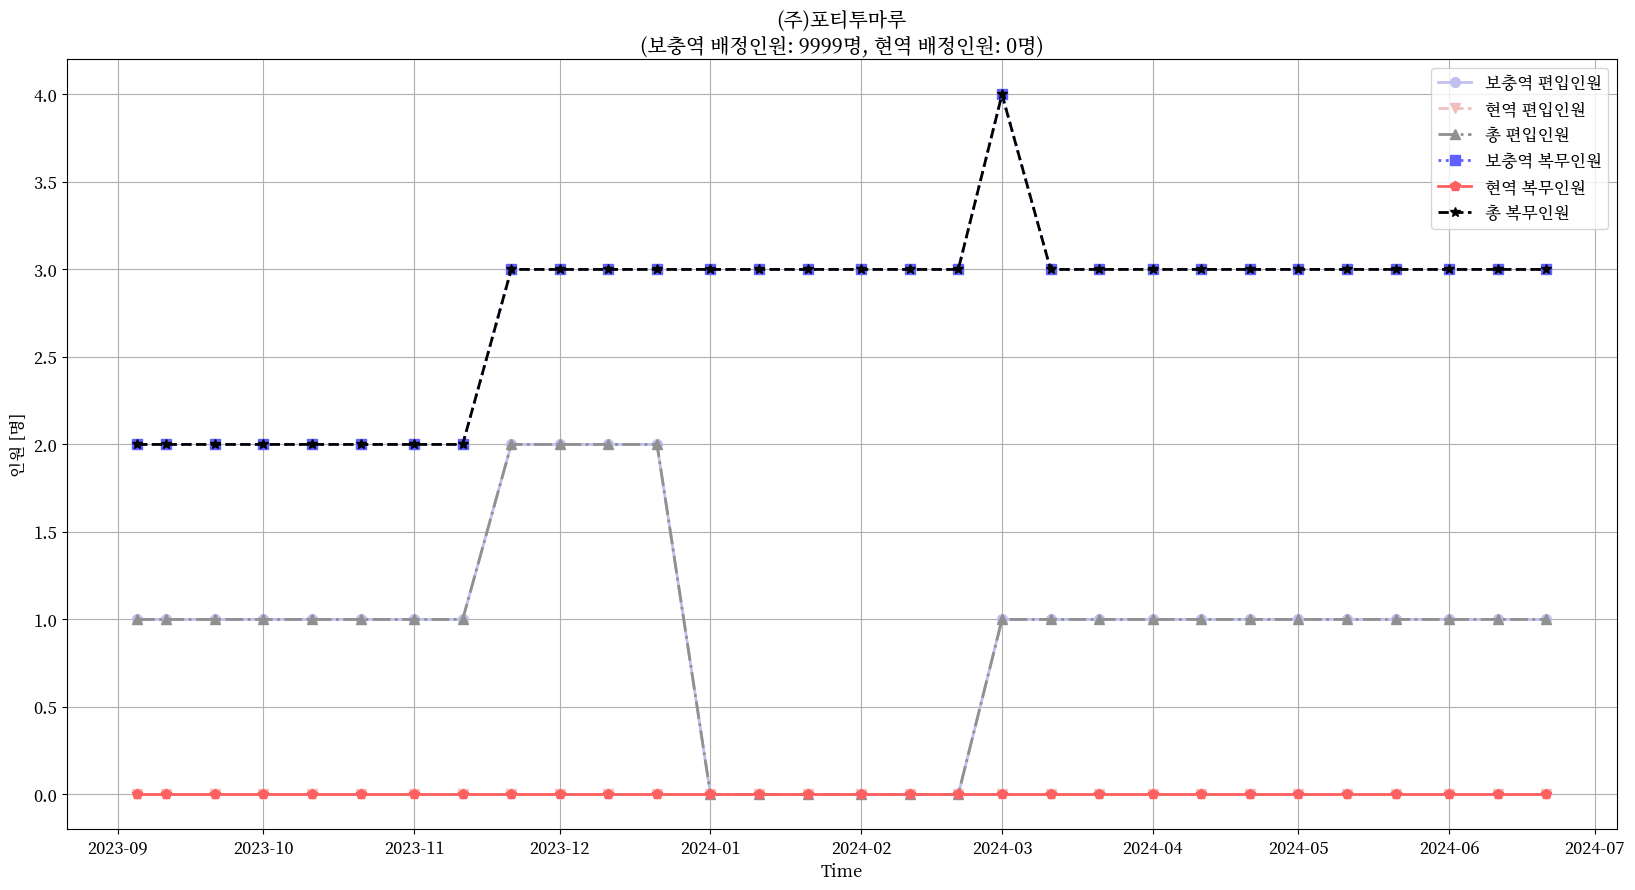 (주)포티투마루
(보충역 배정인원: 9999명, 현역 배정인원: 0명)
보충역 편입인원
현역 편입인원
총 편입인원
보충역 복무인원
현역 복무인원
총 복무인원
인원 [명]
4.0
3.5
3.0
2.5
2.0
1.5
1.0
0.5
0.0
2023-09 2023-10 2023-11 2023-12 2024-01 2024-02 2024-03 2024-04 2024-05 2024-06 2024-07
Time